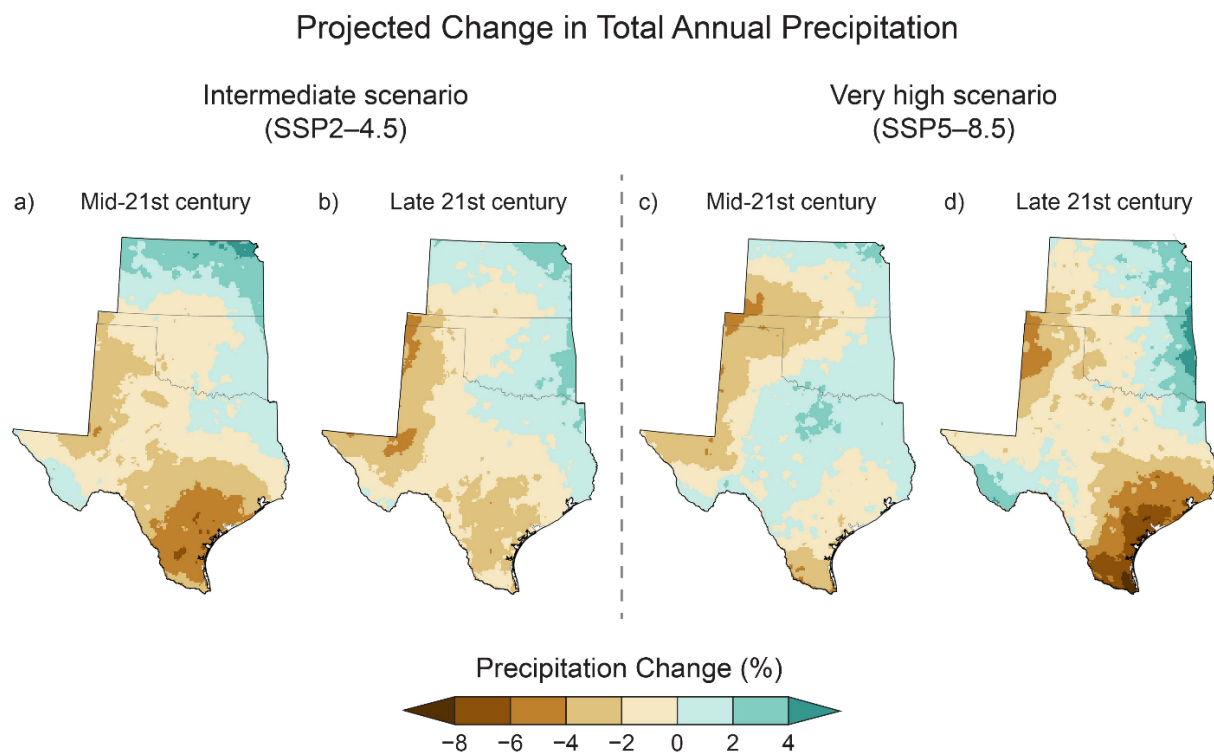 Projected Change in Total Annual Precipitation
Intermediate scenario
(SSP2–4.5)
Very high scenario
(SSP5–8.5)
a) Mid-21st century
b) Late 21st century
c) Mid-21st century
d) Late 21st century
Precipitation Change (%)
−8 −6 −4 −2 0 2 4